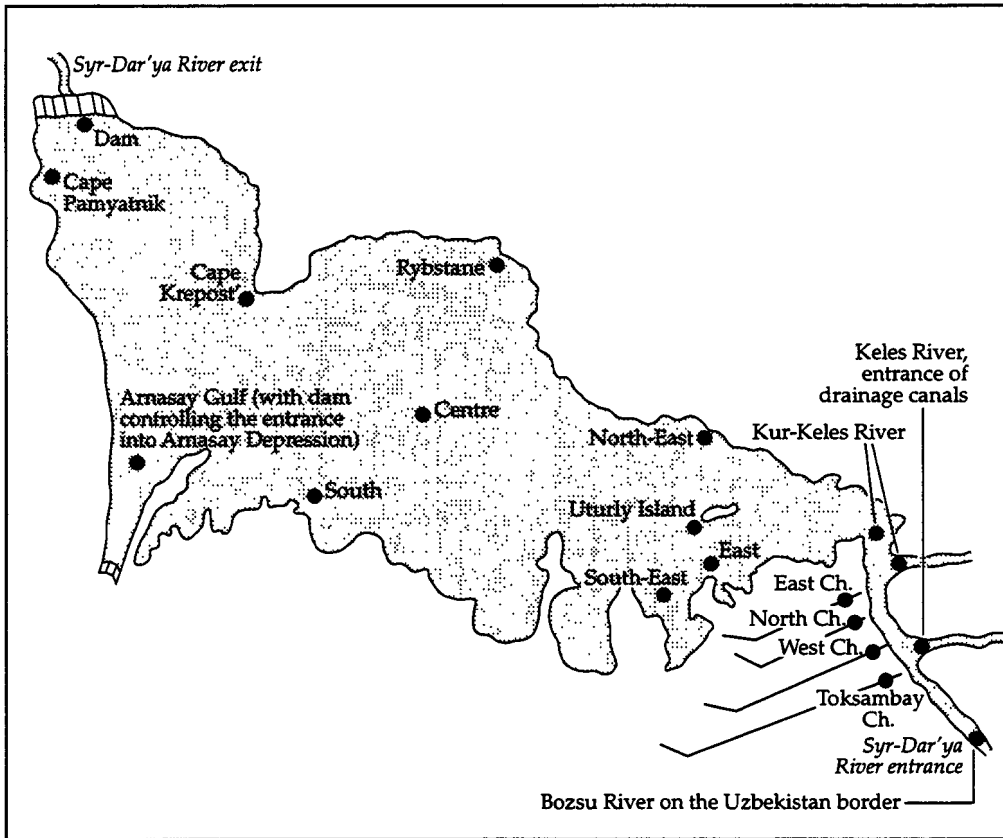 Syr-Dar'ya River exit
Dam
Cape
Pamyatnik
Cape
Krepost'
Rybstane
Keles River,
entrance of
drainage canals
Kur-Keles River
Arnasay Gulf (with dam
controlling the entrance
into Arnasay Depression)
Centre
North-East
South
Uturly Island
East
South-East
East Ch.
North Ch.
West Ch.
Toksambay
Ch.
Syr-Dar'ya
River entrance
Bozsu River on the Uzbekistan border